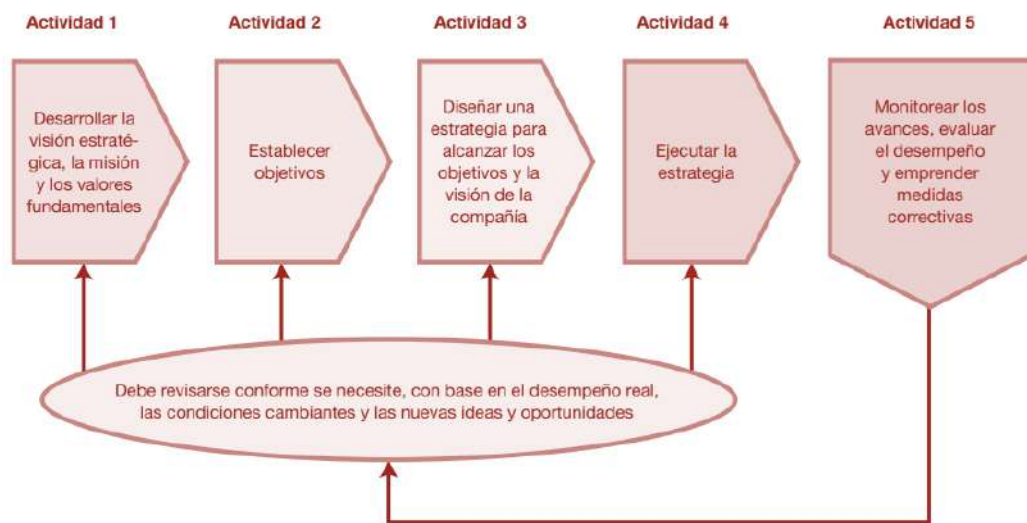 Actividad 1
Actividad 2
Actividad 3
Actividad 4
Actividad 5
Desarrollar la
visión estraté-
gica, la misión
y los valores
fundamentales
Establecer
objetivos
Diseñar una
estrategia para
alcanzar los
objetivos y la
visión de la
compañía
Ejecutar la
estrategia
Monitorear los
avances, evaluar
el desempeño
y emprender
medidas
correctivas
Debe revisarse conforme se necesite, con base en el desempeño real,
las condiciones cambiantes y las nuevas ideas y oportunidades